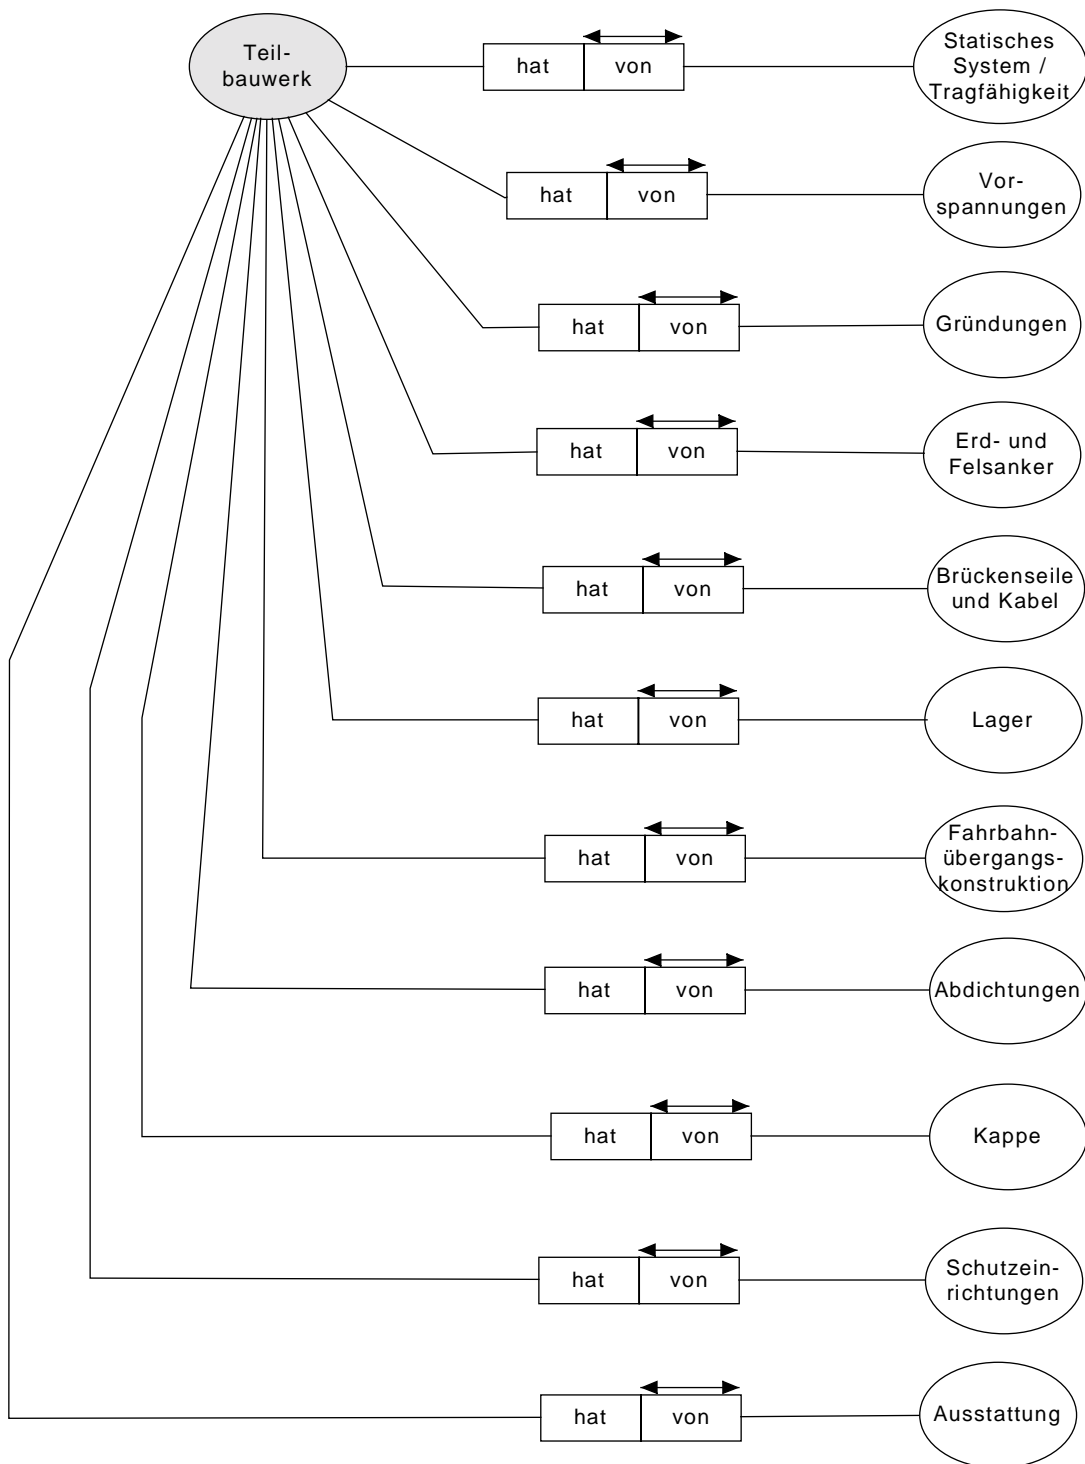 Teil-
bauwerk
hat von
Statisches
System /
Tragfähigkeit
hat von
Vor-
spannungen
hat von
Gründungen
hat von
Erd- und
Felsanker
hat von
Brückenseile
und Kabel
hat von
Lager
hat von
Fahrbahn-
übergangs-
konstruktion
hat von
Abdichtungen
hat von
Kappe
hat von
Schutzein-
richtungen
hat von
Ausstattung